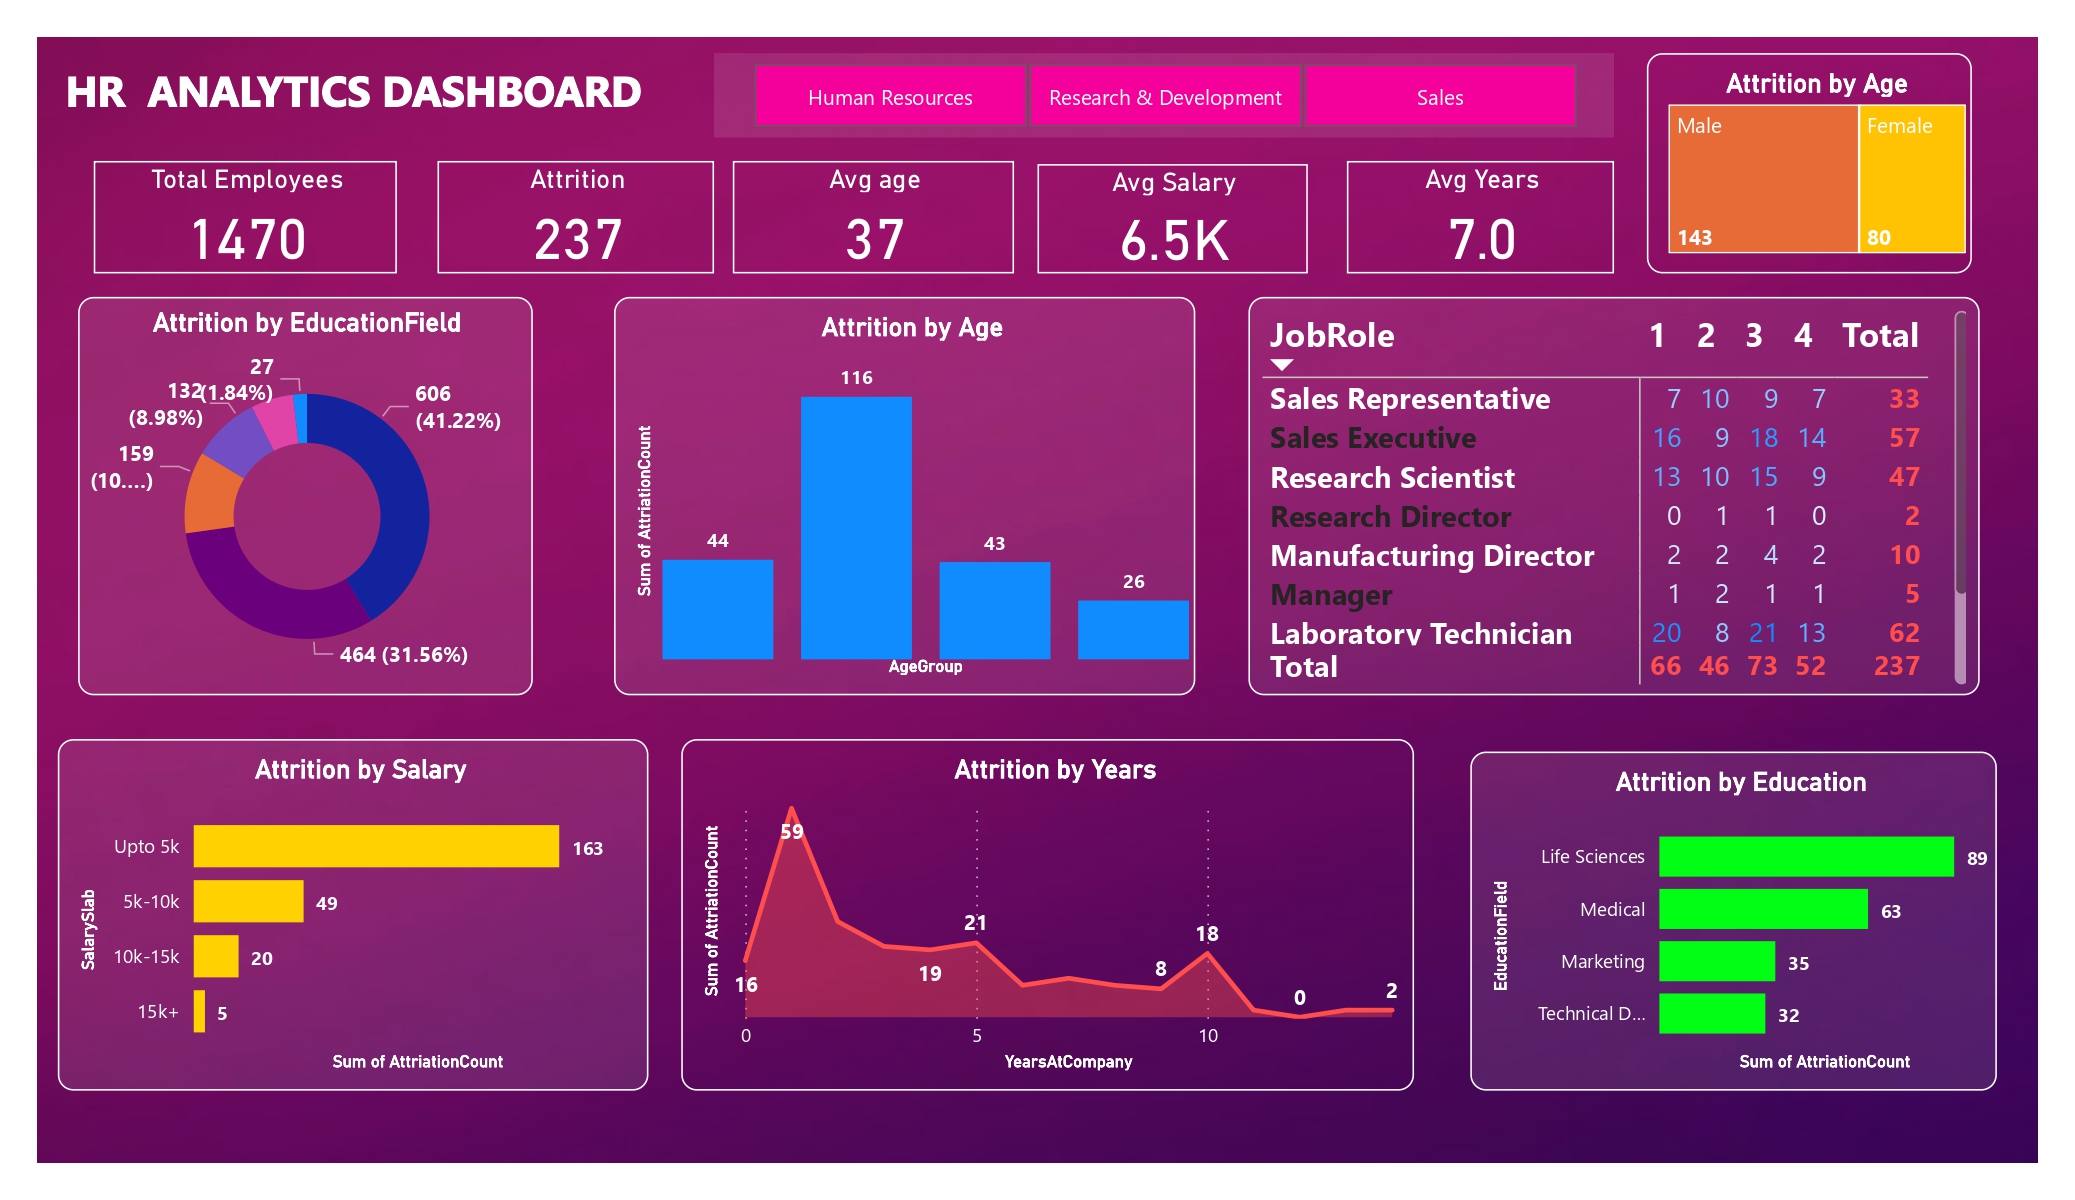 HR  ANALYTICS DASHBOARD
Human Resources
Research & Development
Sales
Attrition by Age
Male
Female
143
80
Total Employees
1470
Attrition
237
Avg age
37
Avg Salary
6.5K
Avg Years
7.0
Attrition by EducationField
27
(1.84%)
132
(8.98%)
159
(10....)
606
(41.22%)
464 (31.56%)
Attrition by Age
Sum of AttriationCount
44
116
43
26
AgeGroup
JobRole 1 2 3 4 Total
Sales Representative 7 10 9 7 33
Sales Executive 16 9 18 14 57
Research Scientist 13 10 15 9 47
Research Director 0 1 1 0 2
Manufacturing Director 2 2 4 2 10
Manager 1 2 1 1 5
Laboratory Technician 20 8 21 13 62
Total 66 46 73 52 237
Attrition by Salary
SalarySlab
Upto 5k 163
5k-10k 49
10k-15k 20
15k+ 5
Sum of AttriationCount
Attrition by Years
Sum of AttriationCount
16
59
19
21
8
18
0
2
0 5 10
YearsAtCompany
Attrition by Education
EducationField
Life Sciences 89
Medical 63
Marketing 35
Technical D... 32
Sum of AttriationCount